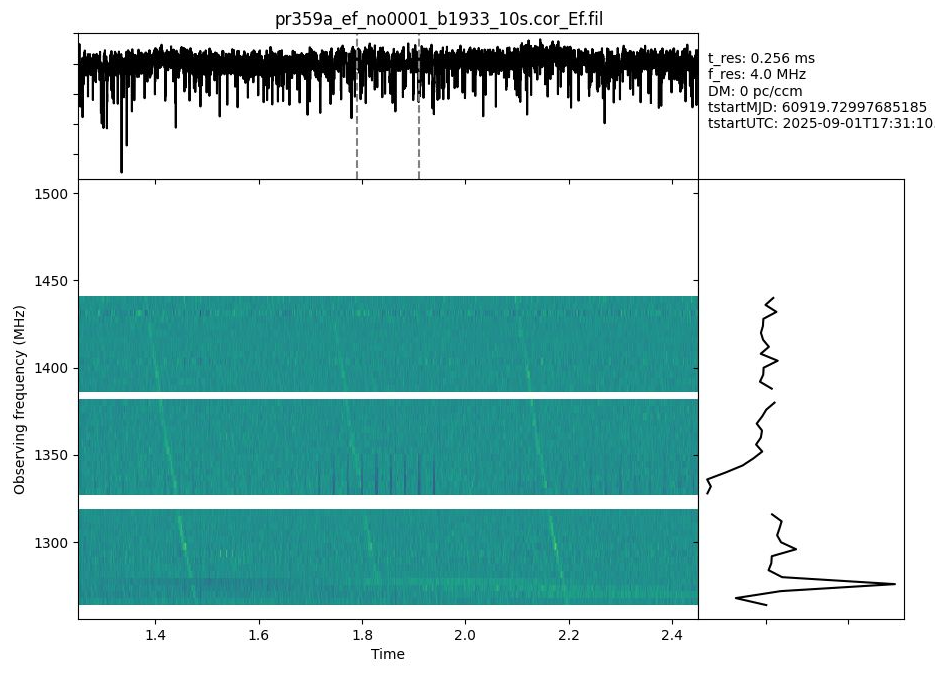 pr359a_ef_no0001_b1933_10s.cor_Ef.fil
t_res: 0.256 ms
f_res: 4.0 MHz
DM: 0 pc/ccm
tstartMJD: 60919.72997685185
tstartUTC: 2025-09-01T17:31:10.
1500
1450
1400
1350
1300
Observing frequency (MHz)
1.4 1.6 1.8 2.0 2.2 2.4
Time